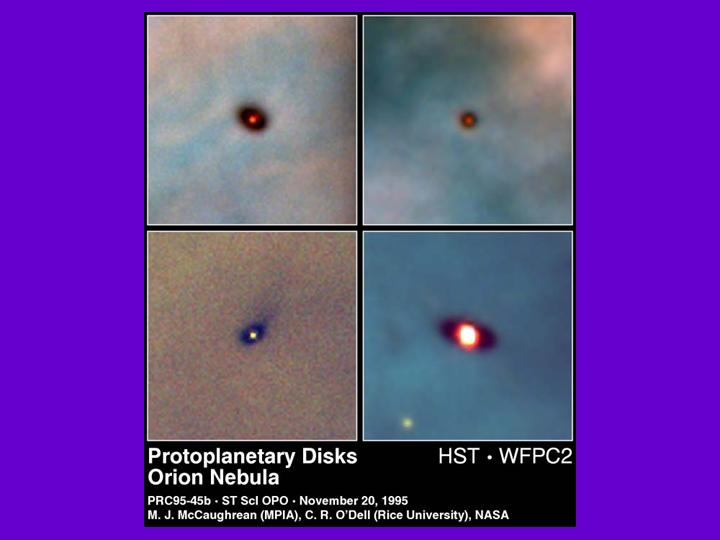 Protoplanetary Disks HST • WFPC2
Orion Nebula
PRC95-45b • ST ScI OPO • November 20, 1995
M. J. McCaughrean (MPIA), C. R. O'Dell (Rice University), NASA